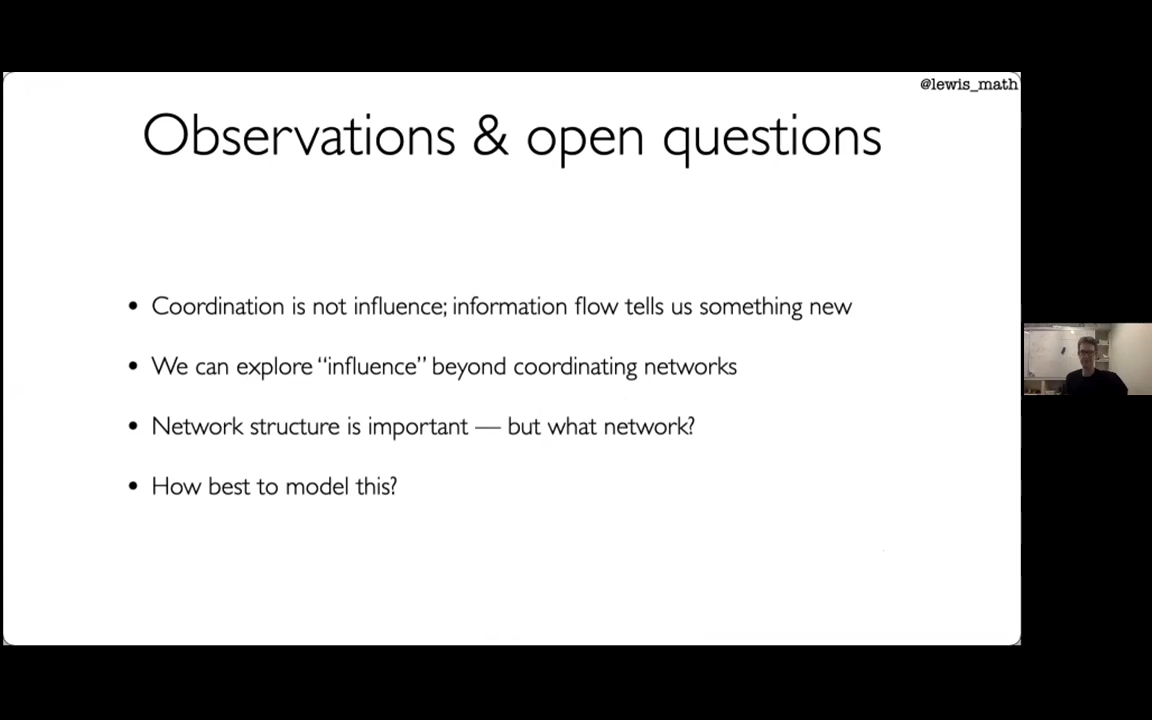 @lewis_math
Observations & open questions
• Coordination is not influence; information flow tells us something new
• We can explore “influence” beyond coordinating networks
• Network structure is important — but what network?
• How best to model this?